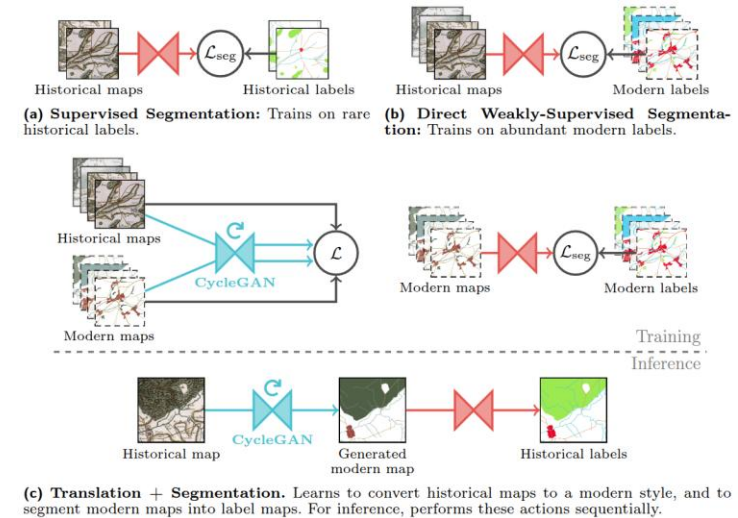 Historical maps
ℒseg
Historical labels
(a) Supervised Segmentation: Trains on rare
historical labels.
Historical maps
ℒseg
Modern labels
(b) Direct Weakly-Supervised Segmenta-
tion: Trains on abundant modern labels.
Historical maps
CycleGAN
ℒ
Modern maps
Modern maps
ℒseg
Modern labels
Training
Inference
Historical map
CycleGAN
Generated
modern map
Historical labels
(c) Translation + Segmentation. Learns to convert historical maps to a modern style, and to
segment modern maps into label maps. For inference, performs these actions sequentially.